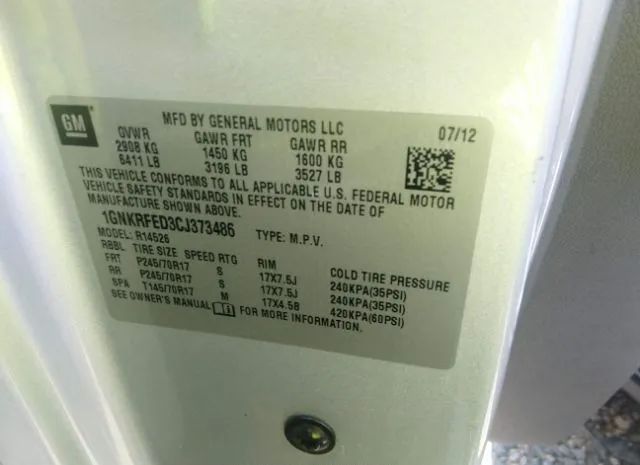 GM
MFD BY GENERAL MOTORS LLC 07/12
GVWR GAWR FRT GAWR RR
2908 KG 1450 KG 1600 KG
6411 LB 3196 LB 3527 LB
THIS VEHICLE CONFORMS TO ALL APPLICABLE U.S. FEDERAL MOTOR
VEHICLE SAFETY STANDARDS IN EFFECT ON THE DATE OF
MANUFACTURE SHOWN ABOVE.
1GNKRFED3CJ373486 TYPE: M.P.V.
MODEL: R14526
RBBL TIRE SIZE SPEED RTG RIM COLD TIRE PRESSURE
FRT P245/70R17 S 17X7.5J 240KPA(35PSI)
RR P245/70R17 S 17X7.5J 240KPA(35PSI)
SPA T145/70R17 M 17X4.5B 420KPA(60PSI)
SEE OWNER'S MANUAL FOR MORE INFORMATION.